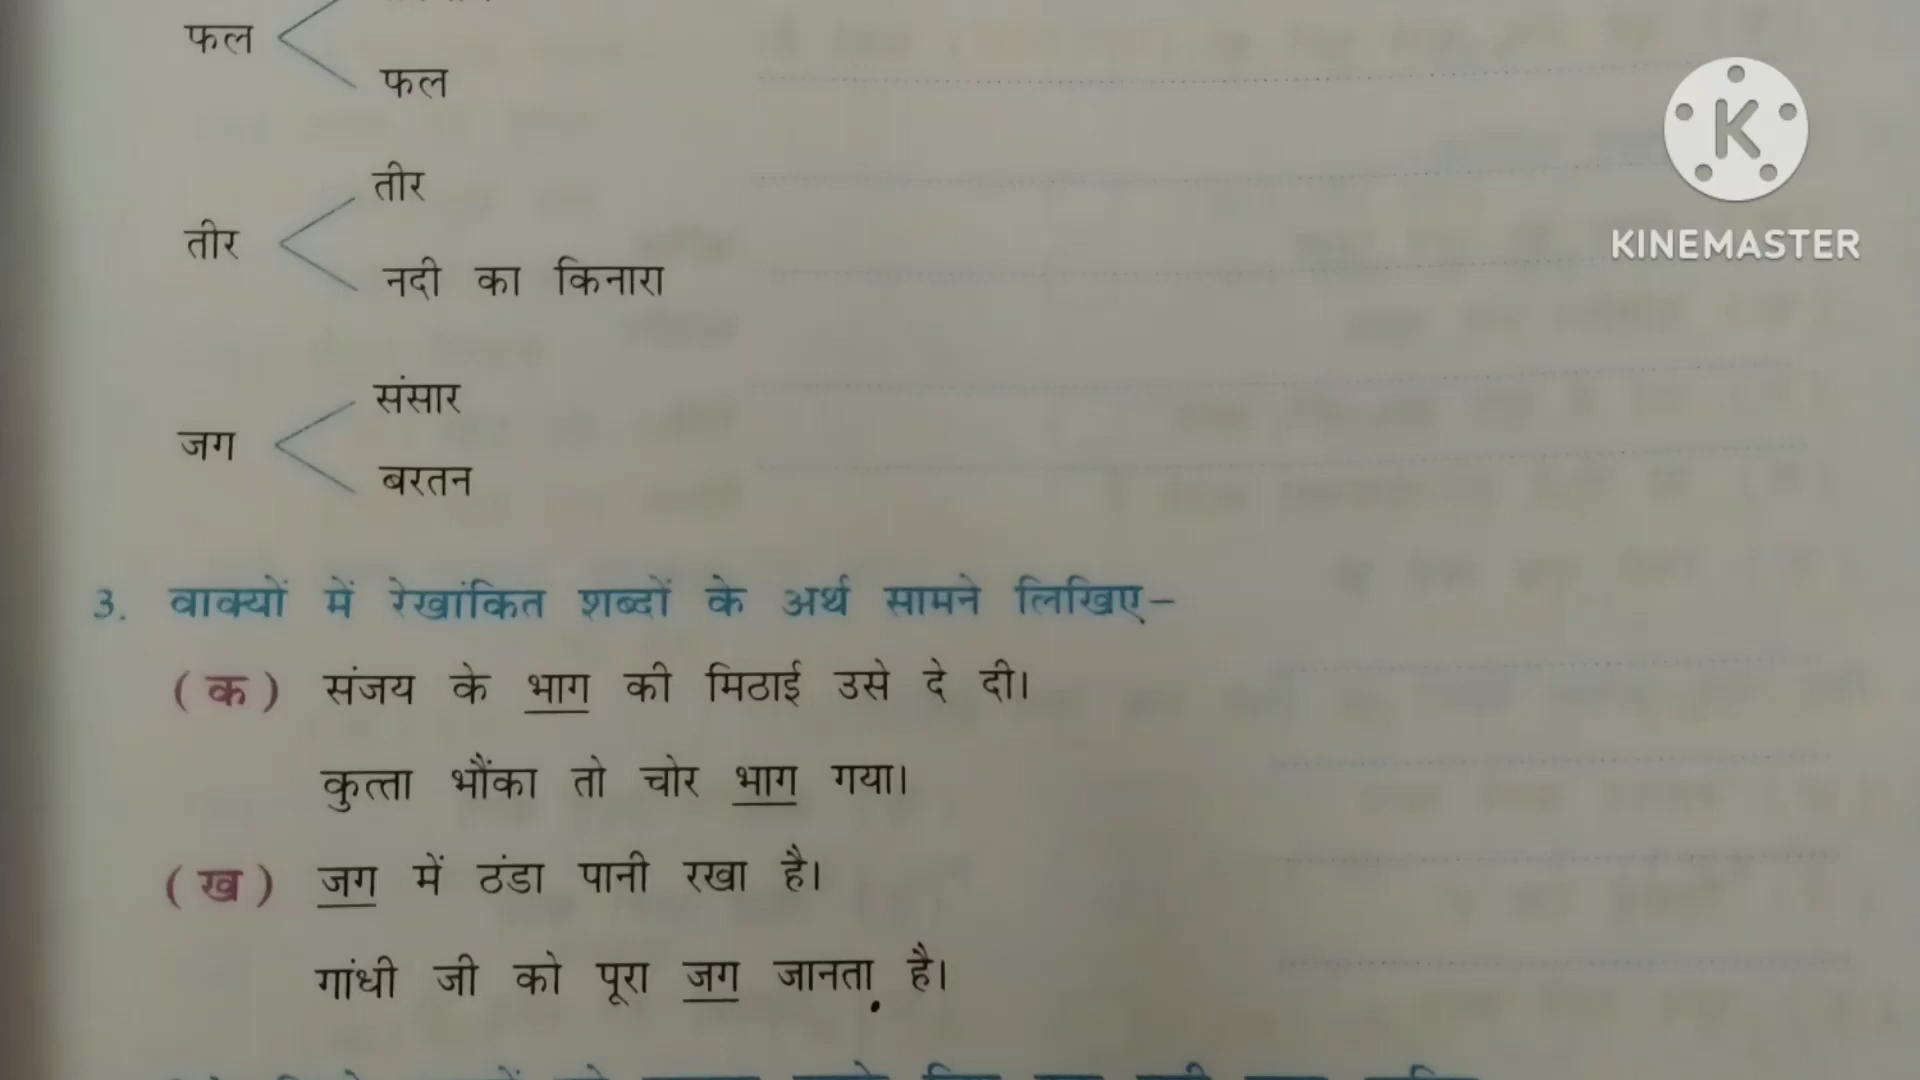 फल
फल
तीर
तीर
नदी का किनारा
संसार
जग
बरतन
3. वाक्यों में रेखांकित शब्दों के अर्थ सामने लिखिए–
(क) संजय के भाग की मिठाई उसे दे दी।
कुत्ता भौंका तो चोर भाग गया।
(ख) जग में ठंडा पानी रखा है।
गांधी जी को पूरा जग जानता है।
K
KINEMASTER